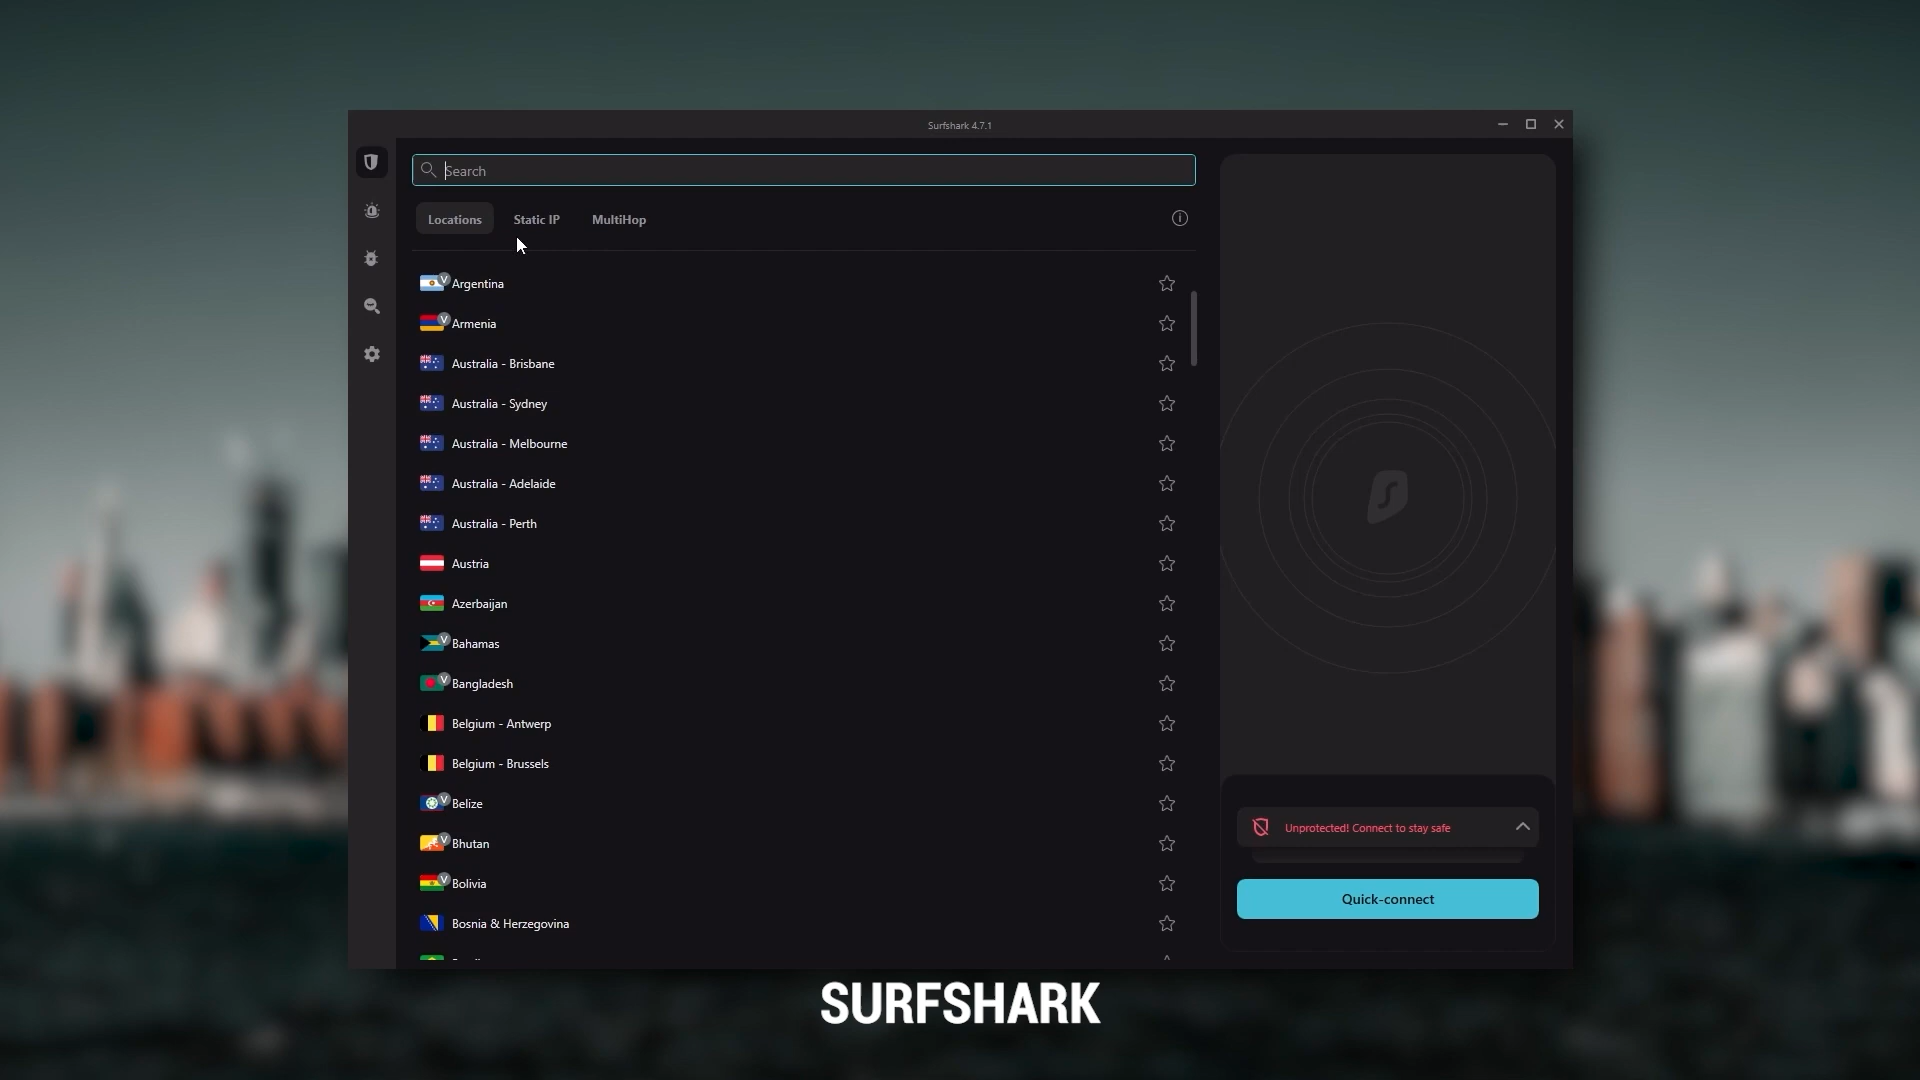 Surfshark 4.7.1
Search
Locations
Static IP
MultiHop
V Argentina
V Armenia
Australia - Brisbane
Australia - Sydney
Australia - Melbourne
Australia - Adelaide
Australia - Perth
Austria
Azerbaijan
V Bahamas
V Bangladesh
Belgium - Antwerp
Belgium - Brussels
V Belize
V Bhutan
V Bolivia
Bosnia & Herzegovina
Unprotected! Connect to stay safe
Quick-connect
SURFSHARK